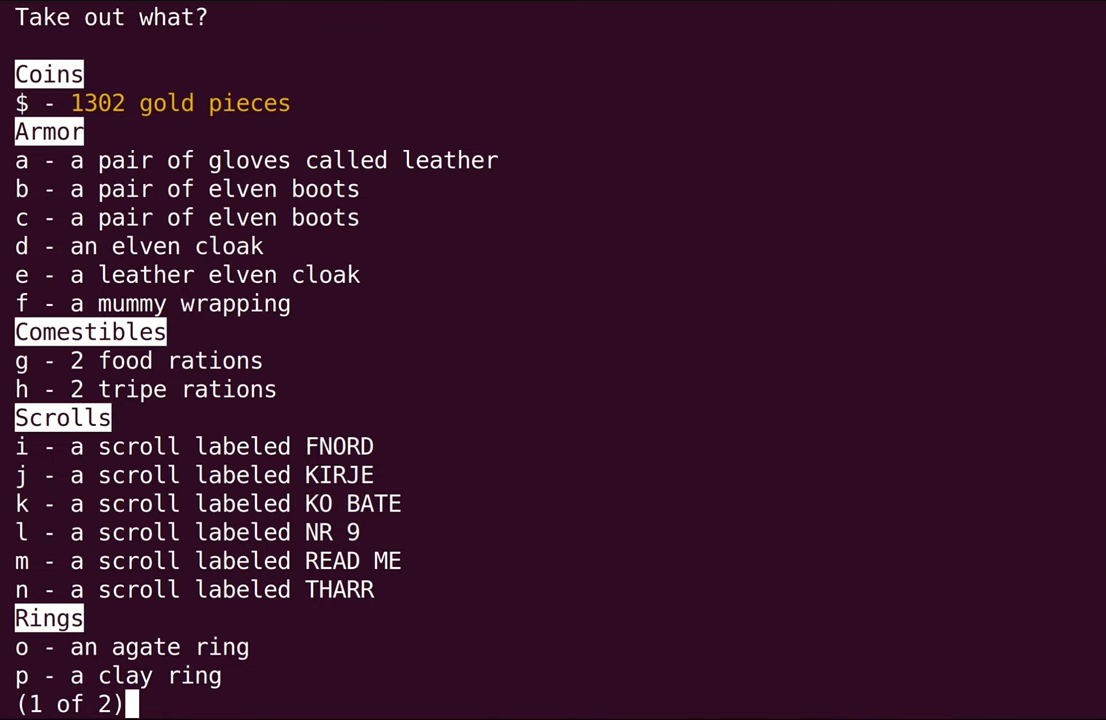 Take out what?
Coins
$ - 1302 gold pieces
Armor
a - a pair of gloves called leather
b - a pair of elven boots
c - a pair of elven boots
d - an elven cloak
e - a leather elven cloak
f - a mummy wrapping
Comestibles
g - 2 food rations
h - 2 tripe rations
Scrolls
i - a scroll labeled FNORD
j - a scroll labeled KIRJE
k - a scroll labeled KO BATE
l - a scroll labeled NR 9
m - a scroll labeled READ ME
n - a scroll labeled THARR
Rings
o - an agate ring
p - a clay ring
(1 of 2)